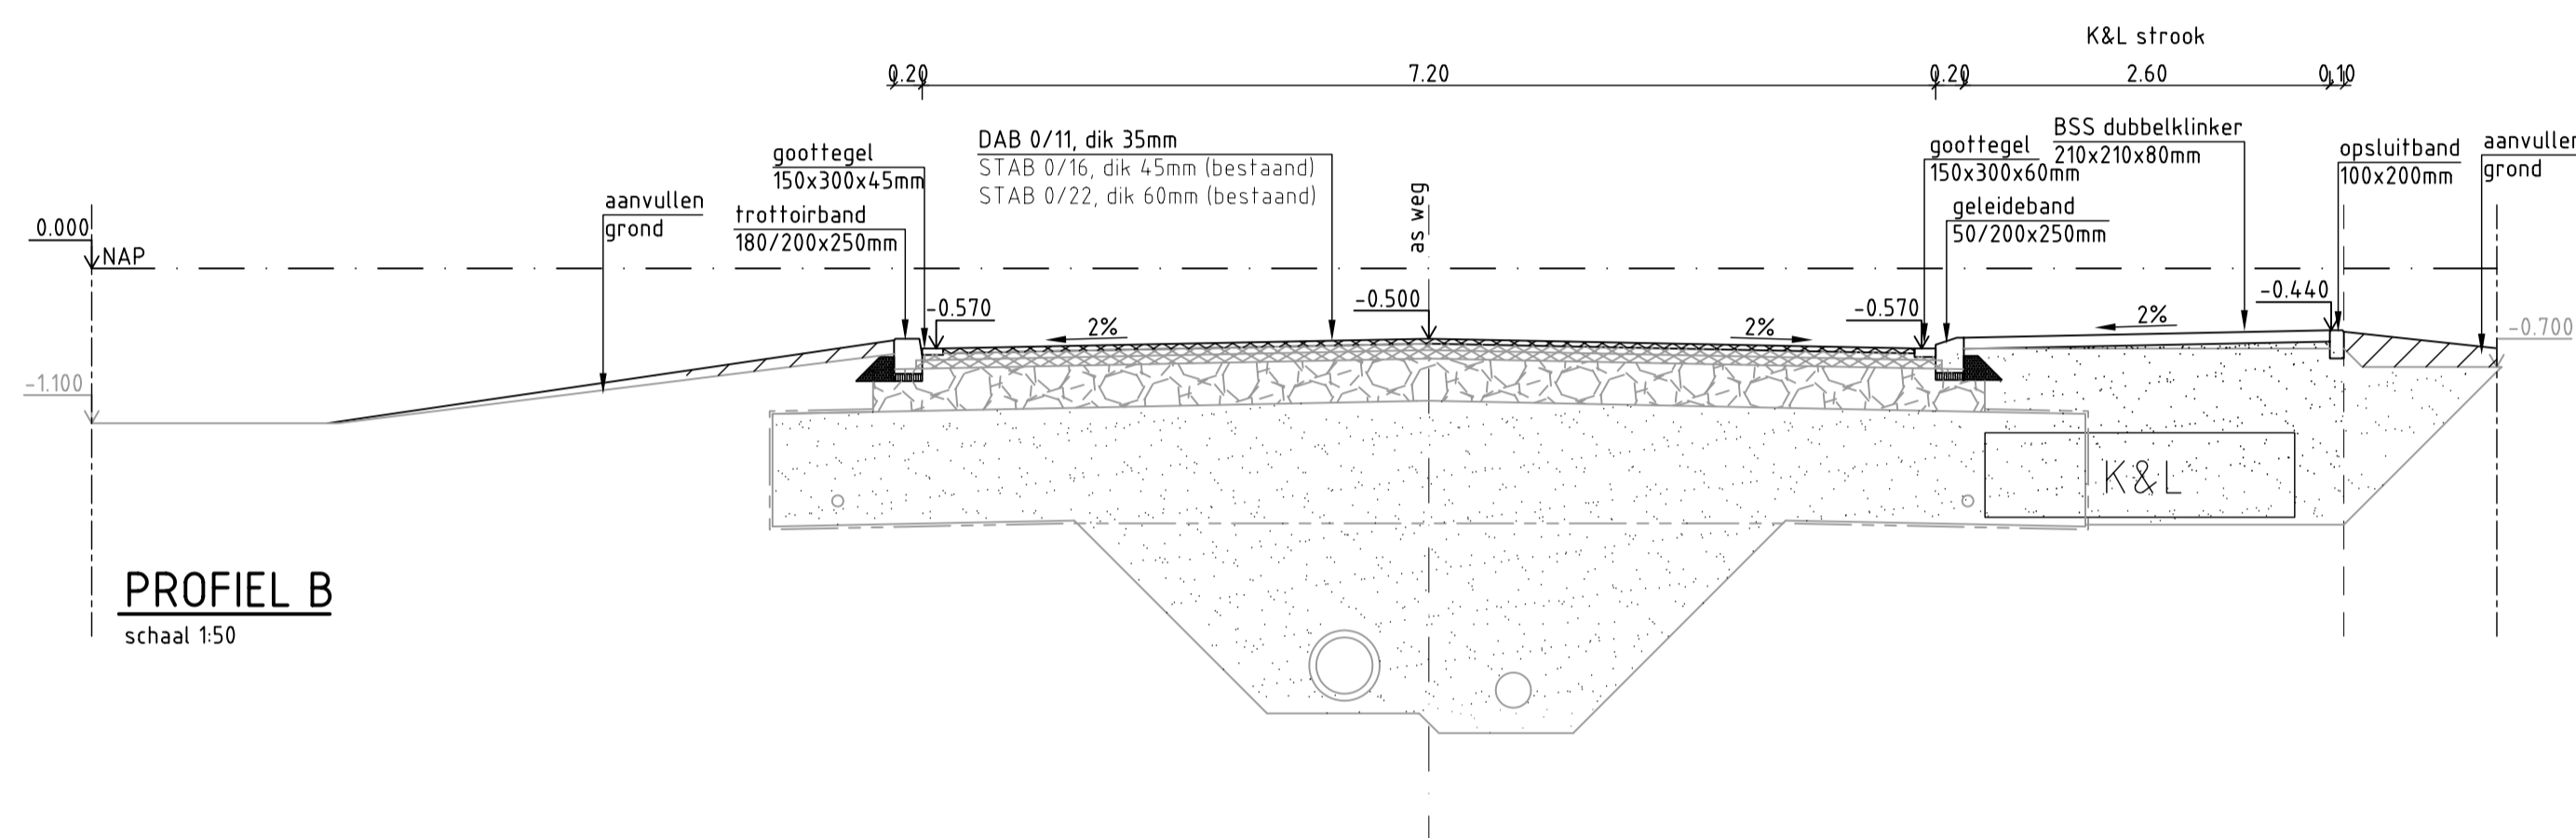 K&L strook
0.20
7.20
0.20
2.60
0.10
DAB 0/11, dik 35mm
STAB 0/16, dik 45mm (bestaand)
STAB 0/22, dik 60mm (bestaand)
goottegel
150x300x45mm
trottoirband
180/200x250mm
aanvullen
grond
as weg
goottegel
150x300x60mm
BSS dubbelklinker
210x210x80mm
geleideband
50/200x250mm
opsluitband
100x200mm
aanvullen
grond
0.000
NAP
-0.570
-0.500
-0.570
-0.440
-0.700
2%
2%
2%
-1.100
K&L
PROFIEL B
schaal 1:50